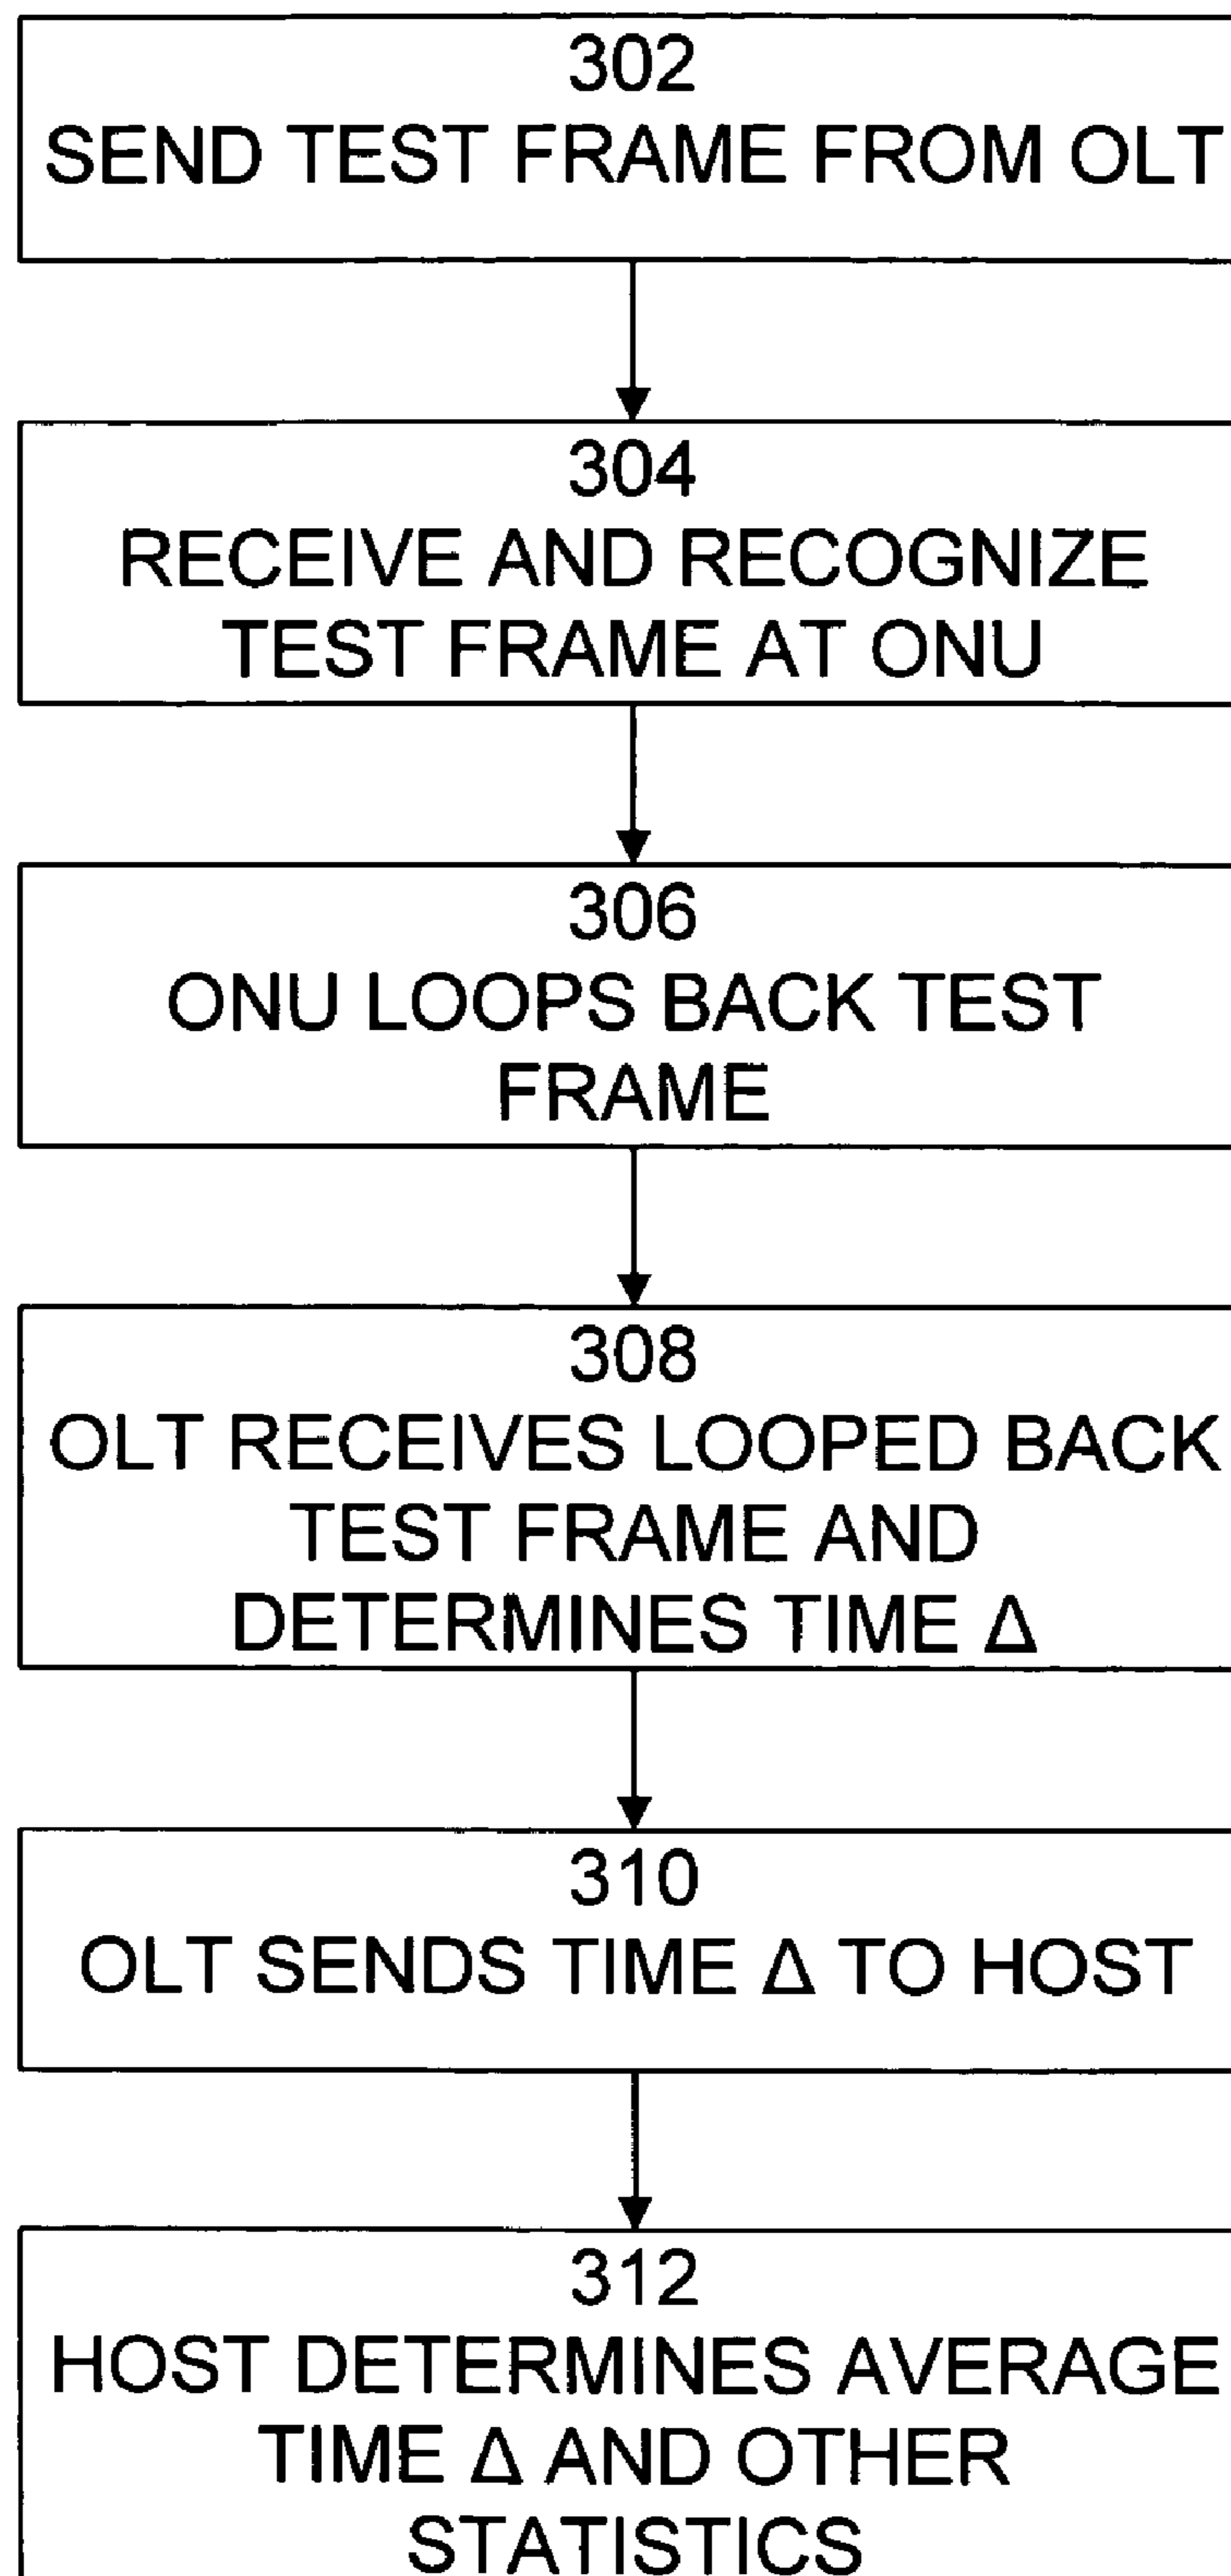 302
SEND TEST FRAME FROM OLT
304
RECEIVE AND RECOGNIZE
TEST FRAME AT ONU
306
ONU LOOPS BACK TEST
FRAME
308
OLT RECEIVES LOOPED BACK
TEST FRAME AND
DETERMINES TIME Δ
310
OLT SENDS TIME Δ TO HOST
312
HOST DETERMINES AVERAGE
TIME Δ AND OTHER
STATISTICS